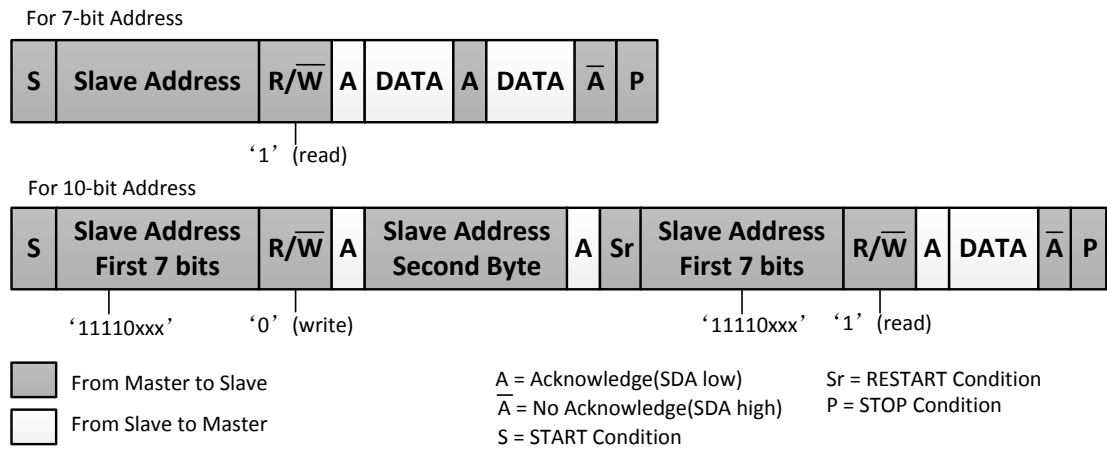 For 7-bit Address
S Slave Address R/W̅ A DATA A DATA A̅ P
‘1’ (read)
For 10-bit Address
S Slave Address First 7 bits R/W̅ A Slave Address Second Byte A Sr Slave Address First 7 bits R/W̅ A DATA A̅ P
‘11110xxx’ ‘0’ (write) ‘11110xxx’ ‘1’ (read)
From Master to Slave
From Slave to Master
A = Acknowledge(SDA low)
A̅ = No Acknowledge(SDA high)
S = START Condition
Sr = RESTART Condition
P = STOP Condition